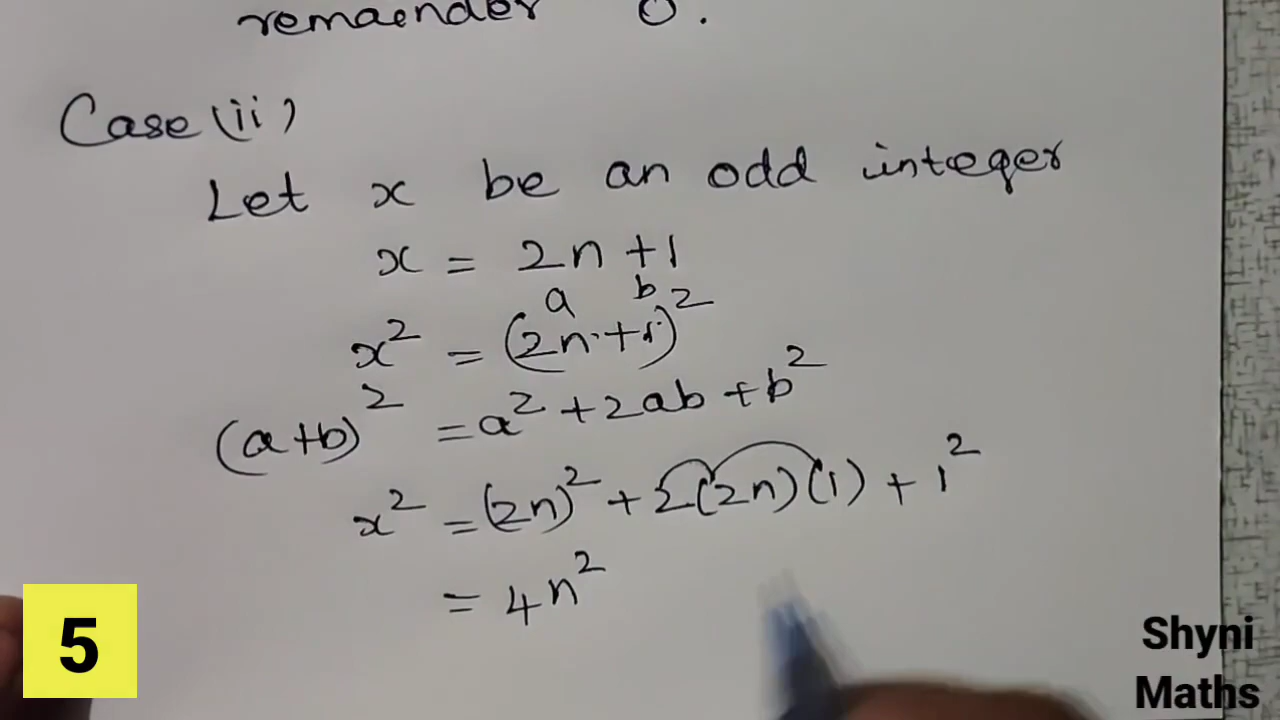 remaender 0.
Case (ii)
Let x be an odd integer
x = 2n + 1
a b
x² = (2n + 1)²
(a+b)² = a² + 2ab + b²
x² = (2n)² + 2(2n)(1) + 1²
= 4n²
5
Shyni
Maths